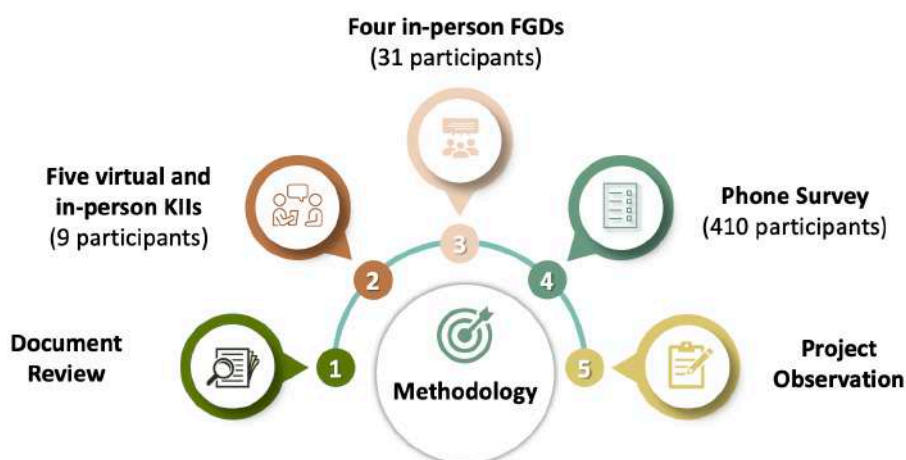 Four in-person FGDs
(31 participants)
Five virtual and
in-person KIIs
(9 participants)
Phone Survey
(410 participants)
3
2
4
Document
Review
1
Methodology
5
Project
Observation